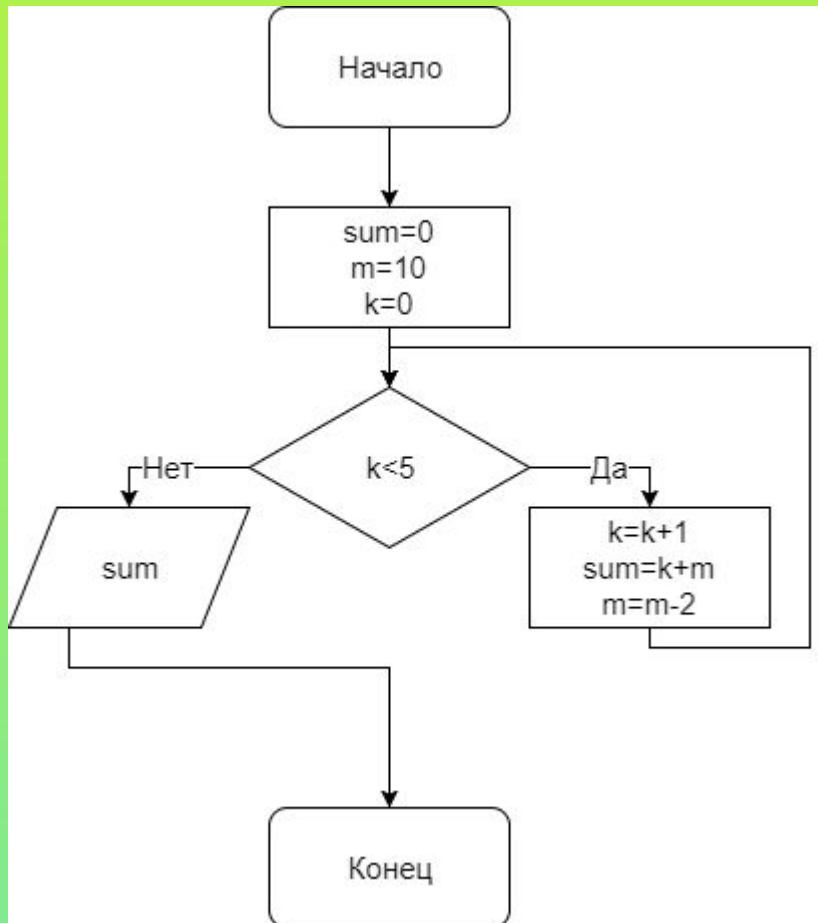 Начало
sum=0
m=10
k=0
k<5
Нет
Да
sum
k=k+1
sum=k+m
m=m-2
Конец